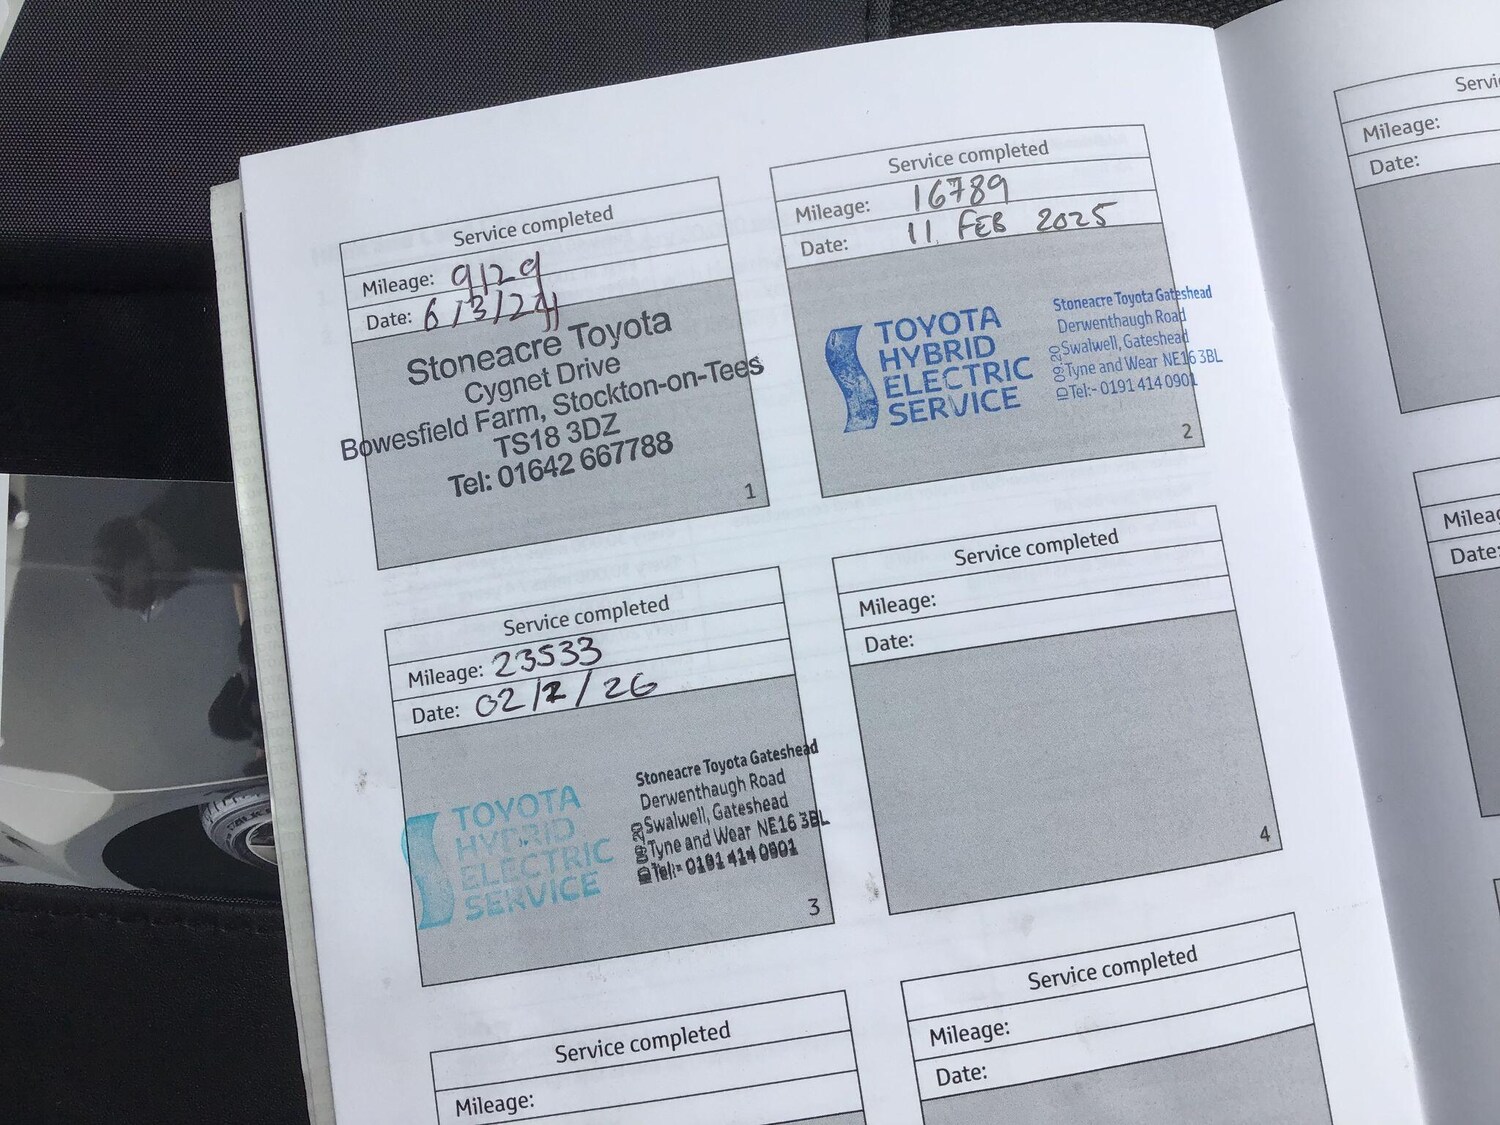 Service completed
Mileage: 9129
Date: 6/3/24
Stoneacre Toyota
Cygnet Drive
Bowesfield Farm, Stockton-on-Tees
TS18 3DZ
Tel: 01642 667788
1
Service completed
Mileage: 16789
Date: 11 FEB 2025
TOYOTA
HYBRID
ELECTRIC
SERVICE
Stoneacre Toyota Gateshead
Derwenthaugh Road
Swalwell, Gateshead
Tyne and Wear NE16 3BL
Tel:- 0191 414 0901
2
Service completed
Mileage: 23533
Date: 02/2/26
TOYOTA
HYBRID
ELECTRIC
SERVICE
Stoneacre Toyota Gateshead
Derwenthaugh Road
Swalwell, Gateshead
Tyne and Wear NE16 3BL
Tel:- 0191 414 0901
3
Service completed
Mileage:
Date:
4
Service completed
Mileage:
Service completed
Mileage:
Date:
Mileage:
Date:
Date: